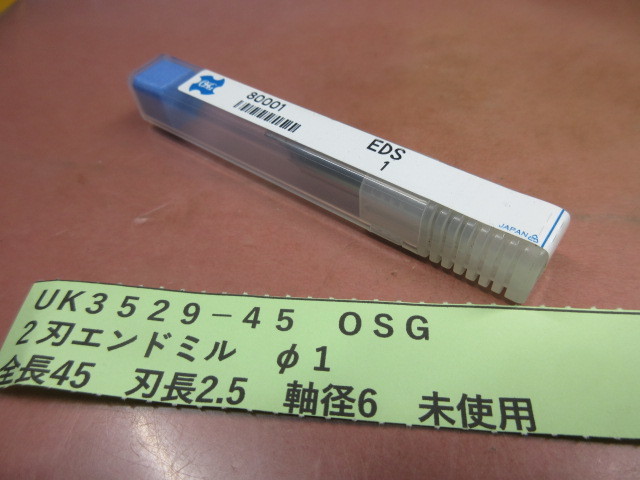 OSG
80001
EDS
1
JAPAN
UK3529-45 OSG
2刃エンドミル φ1
全長45 刃長2.5 軸径6 未使用